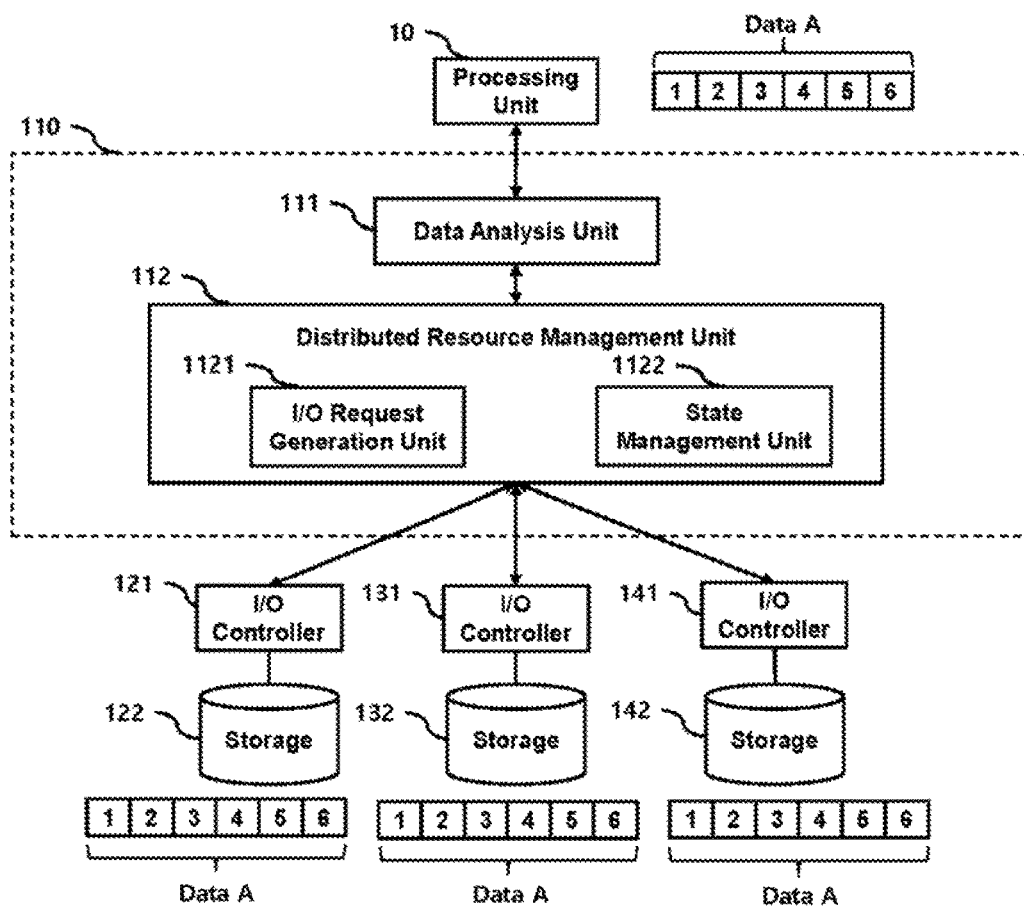 Data A
10
Processing Unit
1 2 3 4 5 6
110
111
Data Analysis Unit
112
Distributed Resource Management Unit
1121
1122
I/O Request
Generation Unit
State
Management Unit
121
I/O
Controller
131
I/O
Controller
141
I/O
Controller
122
Storage
132
Storage
142
Storage
1 2 3 4 5 6
1 2 3 4 5 6
1 2 3 4 5 6
Data A
Data A
Data A